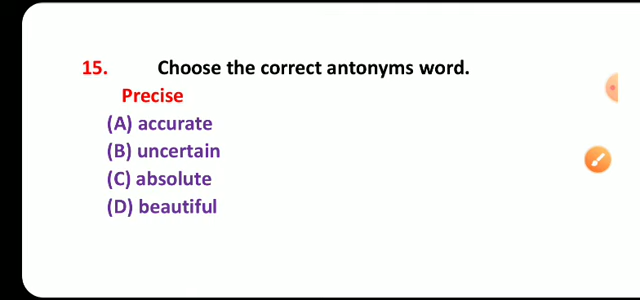 15. Choose the correct antonyms word.
Precise
(A) accurate
(B) uncertain
(C) absolute
(D) beautiful